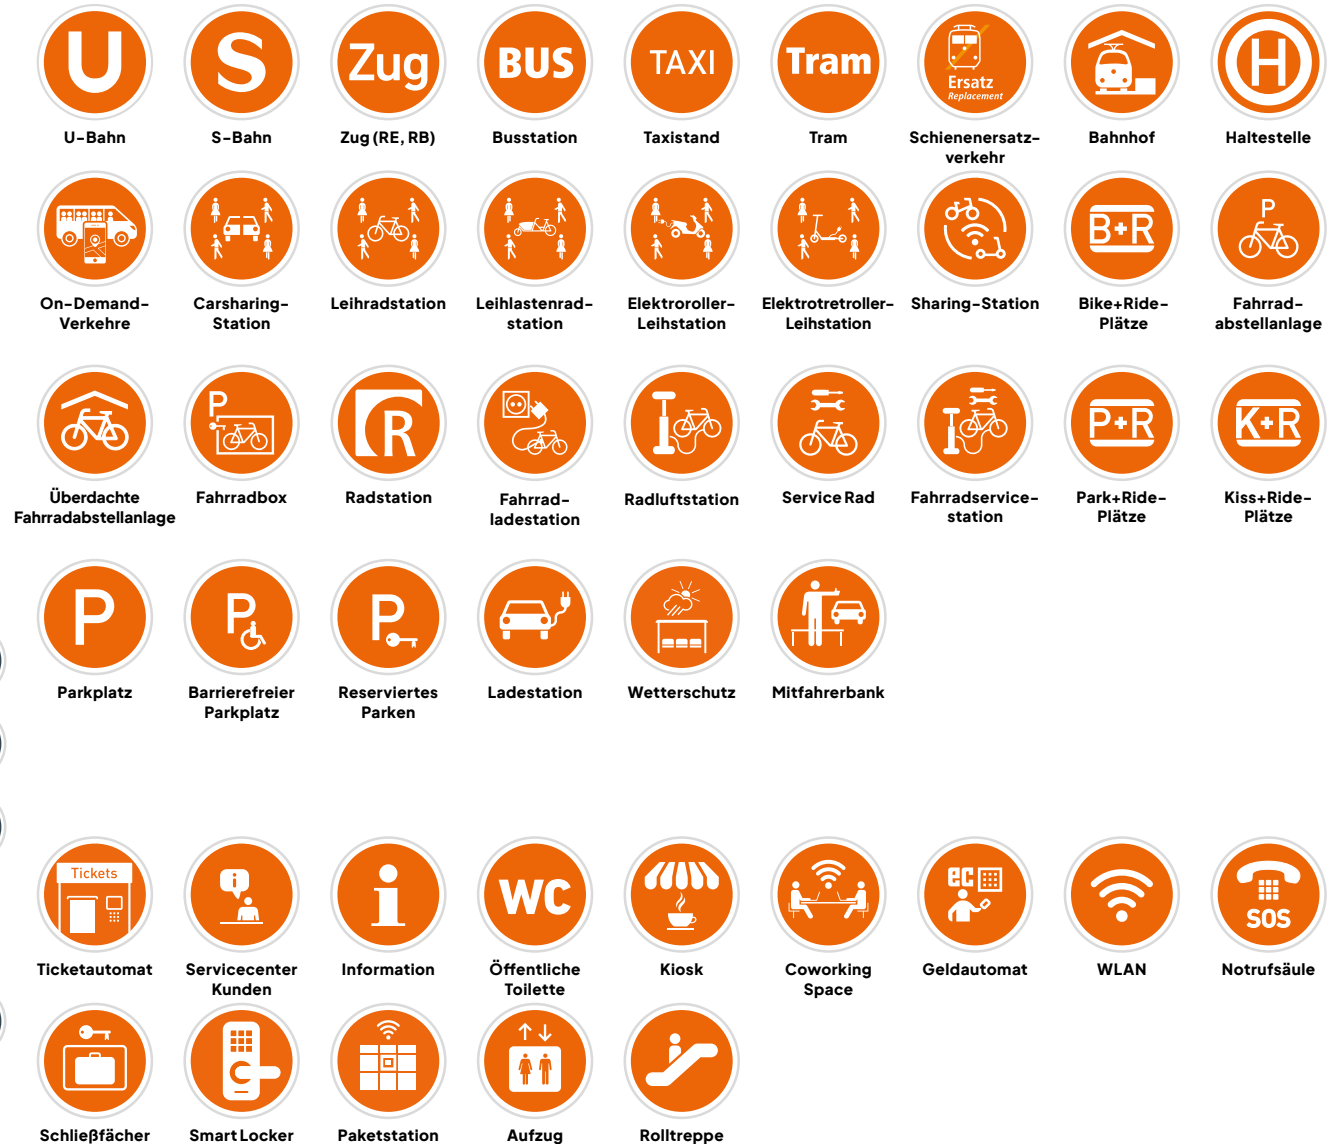 U S Zug BUS TAXI Tram Ersatz Replacement H
U-Bahn S-Bahn Zug (RE, RB) Busstation Taxistand Tram Schienenersatz- Bahnhof Haltestelle
verkehr
B+R P
On-Demand- Carsharing- Leihradstation Leihlastenrad- Elektroroller- Elektrotretroller- Sharing-Station Bike+Ride- Fahrrad-
Verkehre Station station Leihstation Leihstation Plätze abstellanlage
P R P+R K+R
Überdachte Fahrradbox Radstation Fahrrad- Radluftstation Service Rad Fahrradservice- Park+Ride- Kiss+Ride-
Fahrradabstellanlage ladestation station Plätze Plätze
P P P
Parkplatz Barrierefreier Reserviertes Ladestation Wetterschutz Mitfahrerbank
Parkplatz Parken
Tickets i i WC ec SOS
Ticketautomat Servicecenter Information Öffentliche Kiosk Coworking Geldautomat WLAN Notrufsäule
Kunden Toilette Space
Schließfächer Smart Locker Paketstation Aufzug Rolltreppe